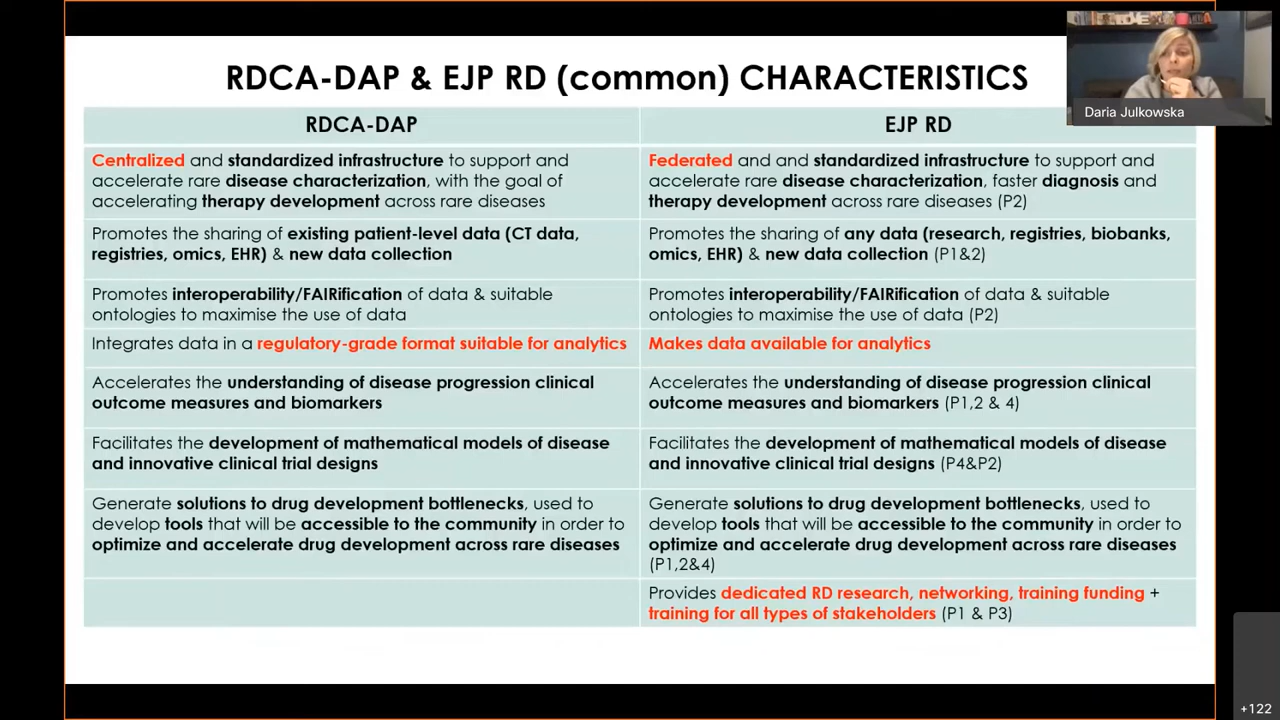 RDCA-DAP & EJP RD (common) CHARACTERISTICS
Daria Julkowska
RDCA-DAP
EJP RD
Centralized and standardized infrastructure to support and
accelerate rare disease characterization, with the goal of
accelerating therapy development across rare diseases
Federated and and standardized infrastructure to support and
accelerate rare disease characterization, faster diagnosis and
therapy development across rare diseases (P2)
Promotes the sharing of existing patient-level data (CT data,
registries, omics, EHR) & new data collection
Promotes the sharing of any data (research, registries, biobanks,
omics, EHR) & new data collection (P1&2)
Promotes interoperability/FAIRification of data & suitable
ontologies to maximise the use of data
Promotes interoperability/FAIRification of data & suitable
ontologies to maximise the use of data (P2)
Integrates data in a regulatory-grade format suitable for analytics
Makes data available for analytics
Accelerates the understanding of disease progression clinical
outcome measures and biomarkers
Accelerates the understanding of disease progression clinical
outcome measures and biomarkers (P1,2 & 4)
Facilitates the development of mathematical models of disease
and innovative clinical trial designs
Facilitates the development of mathematical models of disease
and innovative clinical trial designs (P4&P2)
Generate solutions to drug development bottlenecks, used to
develop tools that will be accessible to the community in order to
optimize and accelerate drug development across rare diseases
Generate solutions to drug development bottlenecks, used to
develop tools that will be accessible to the community in order to
optimize and accelerate drug development across rare diseases
(P1,2&4)
Provides dedicated RD research, networking, training funding +
training for all types of stakeholders (P1 & P3)
+122